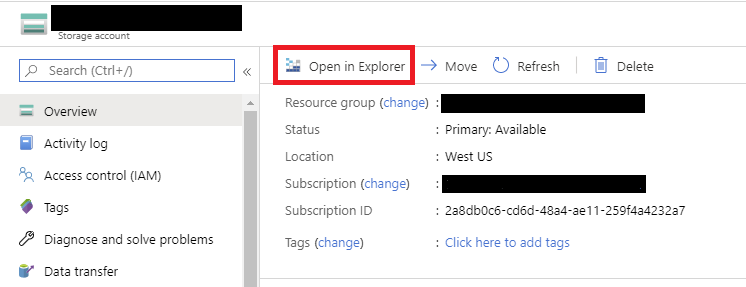 Storage account
Search (Ctrl+/)
«
Overview
Activity log
Access control (IAM)
Tags
Diagnose and solve problems
Data transfer
Open in Explorer
Move
Refresh
Delete
Resource group (change) :
Status : Primary: Available
Location : West US
Subscription (change) :
Subscription ID : 2a8db0c6-cd6d-48a4-ae11-259f4a4232a7
Tags (change) : Click here to add tags